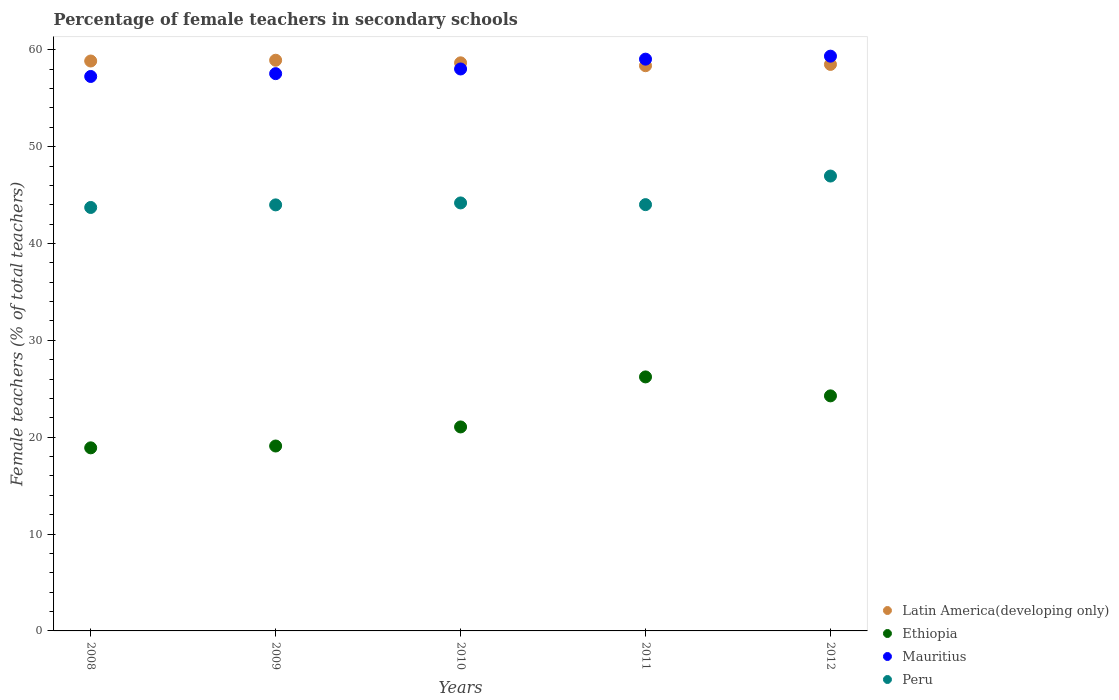 Percentage of female teachers in secondary schools
Female teachers (% of total teachers)
60
50
40
30
20
10
0
2008
2009
2010
2011
2012
Years
Latin America(developing only)
Ethiopia
Mauritius
Peru